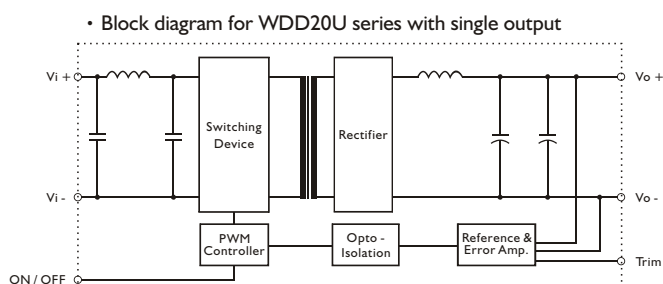 · Block diagram for WDD20U series with single output
Vi +
Vo +
Switching
Device
Rectifier
Vi -
Vo -
PWM
Controller
Opto -
Isolation
Reference &
Error Amp.
Trim
ON / OFF